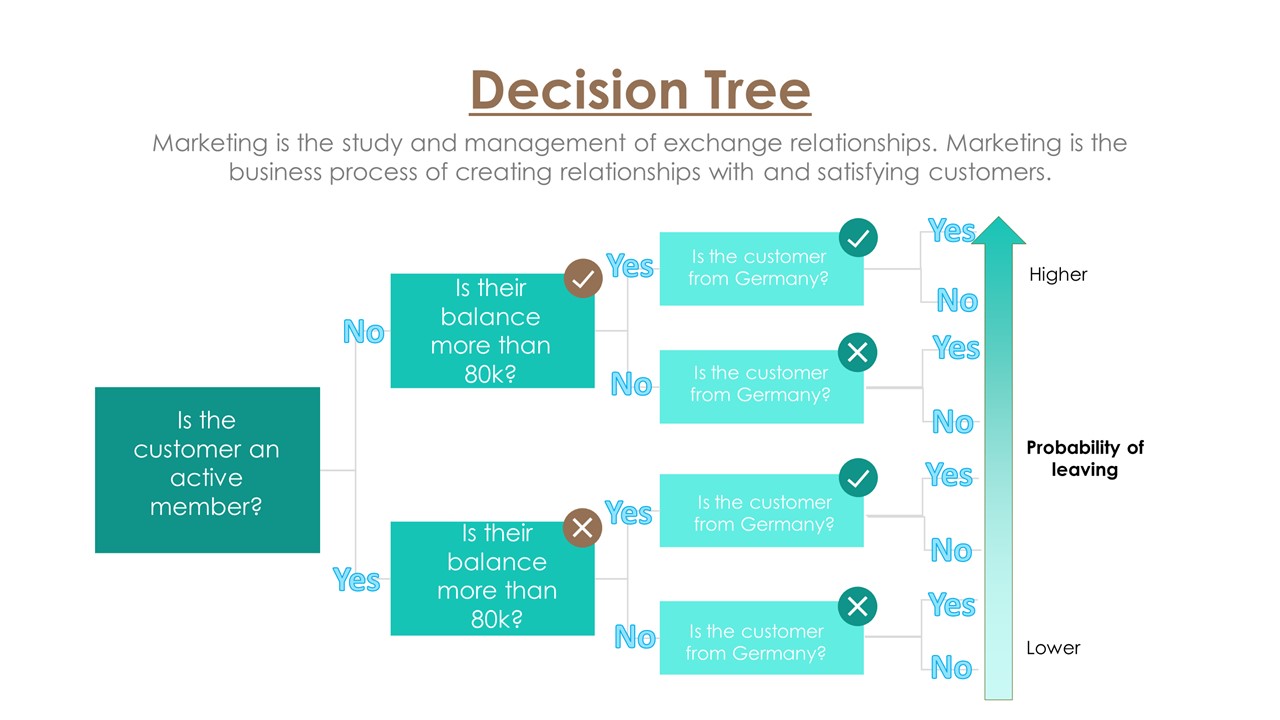 Decision Tree
Marketing is the study and management of exchange relationships. Marketing is the
business process of creating relationships with and satisfying customers.
Is the
customer an
active
member?
No
Yes
Is their
balance
more than
80k?
Yes
No
Is their
balance
more than
80k?
Yes
No
Is the customer
from Germany?
Yes
No
Is the customer
from Germany?
Yes
No
Is the customer
from Germany?
Yes
No
Is the customer
from Germany?
Yes
No
Higher
Probability of
leaving
Lower